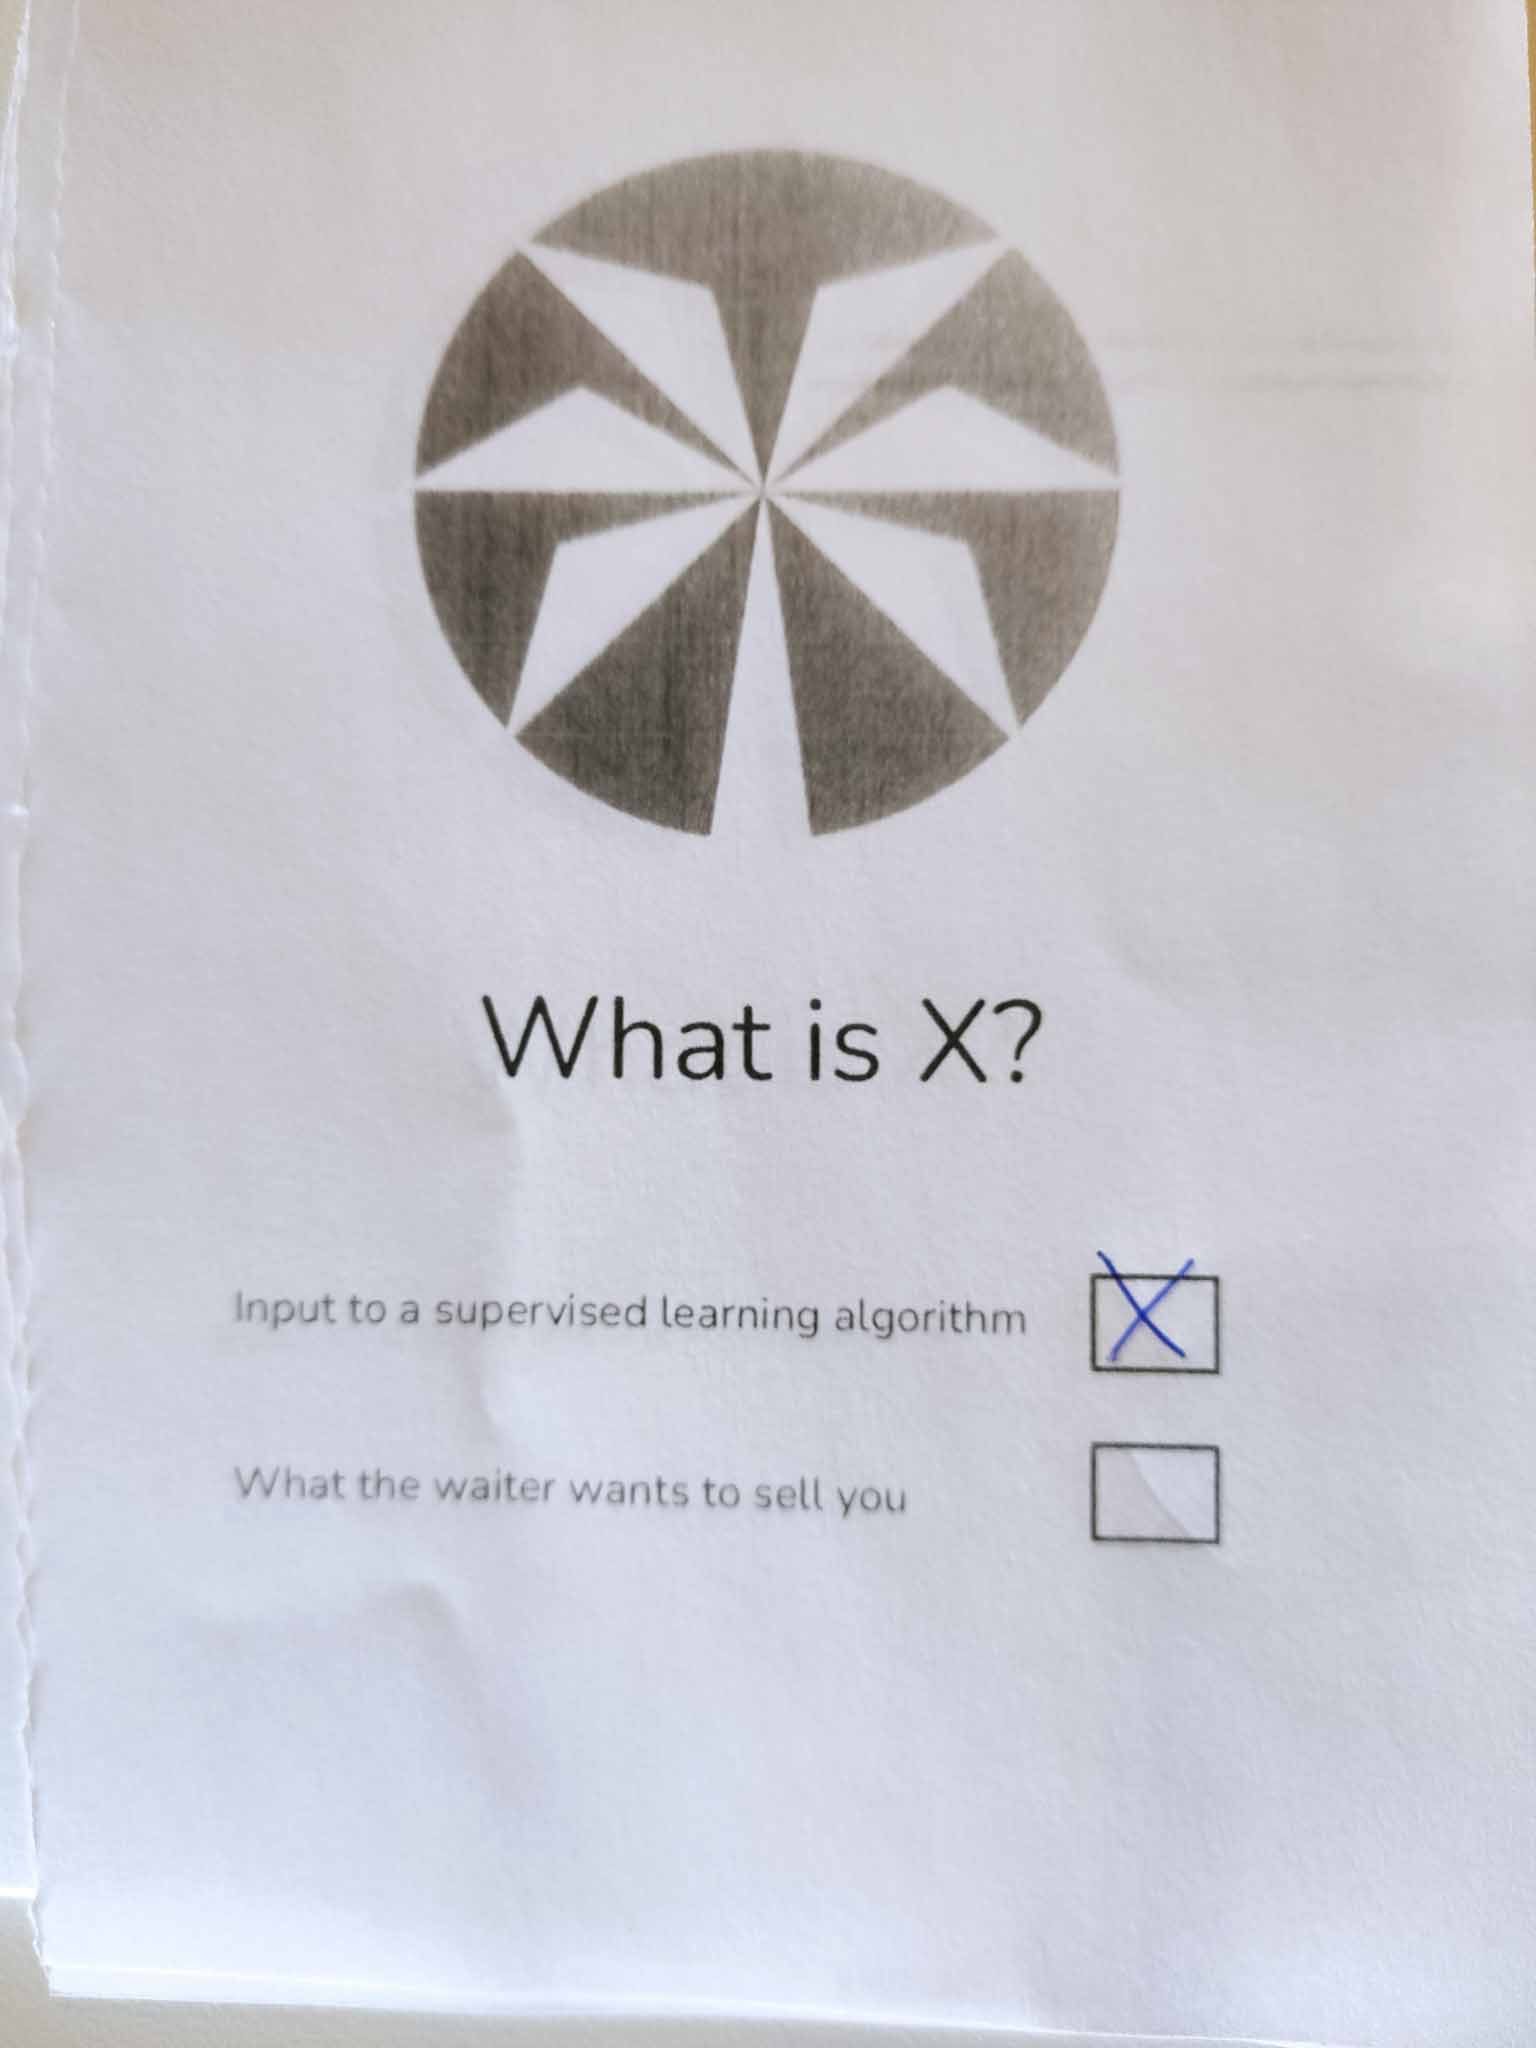 What is X?
Input to a supervised learning algorithm X
What the waiter wants to sell you